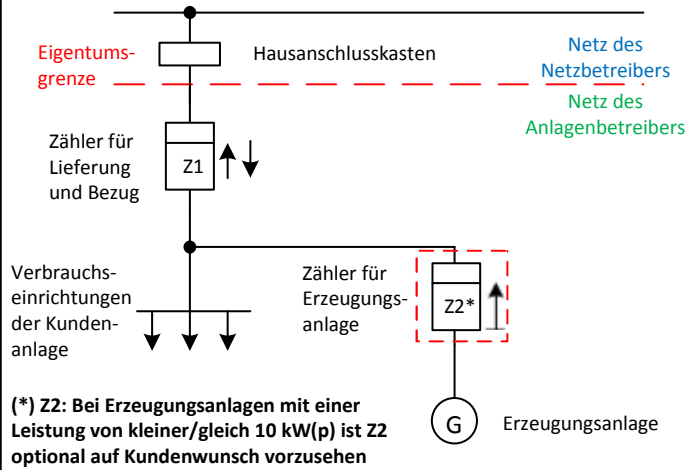 Eigentums-
grenze
Hausanschlusskasten
Netz des
Netzbetreibers
Netz des
Anlagenbetreibers
Zähler für
Lieferung
und Bezug
Z1
Verbrauchs-
einrichtungen
der Kunden-
anlage
Zähler für
Erzeugungs-
anlage
Z2*
(*) Z2: Bei Erzeugungsanlagen mit einer
Leistung von kleiner/gleich 10 kW(p) ist Z2
optional auf Kundenwunsch vorzusehen
G
Erzeugungsanlage